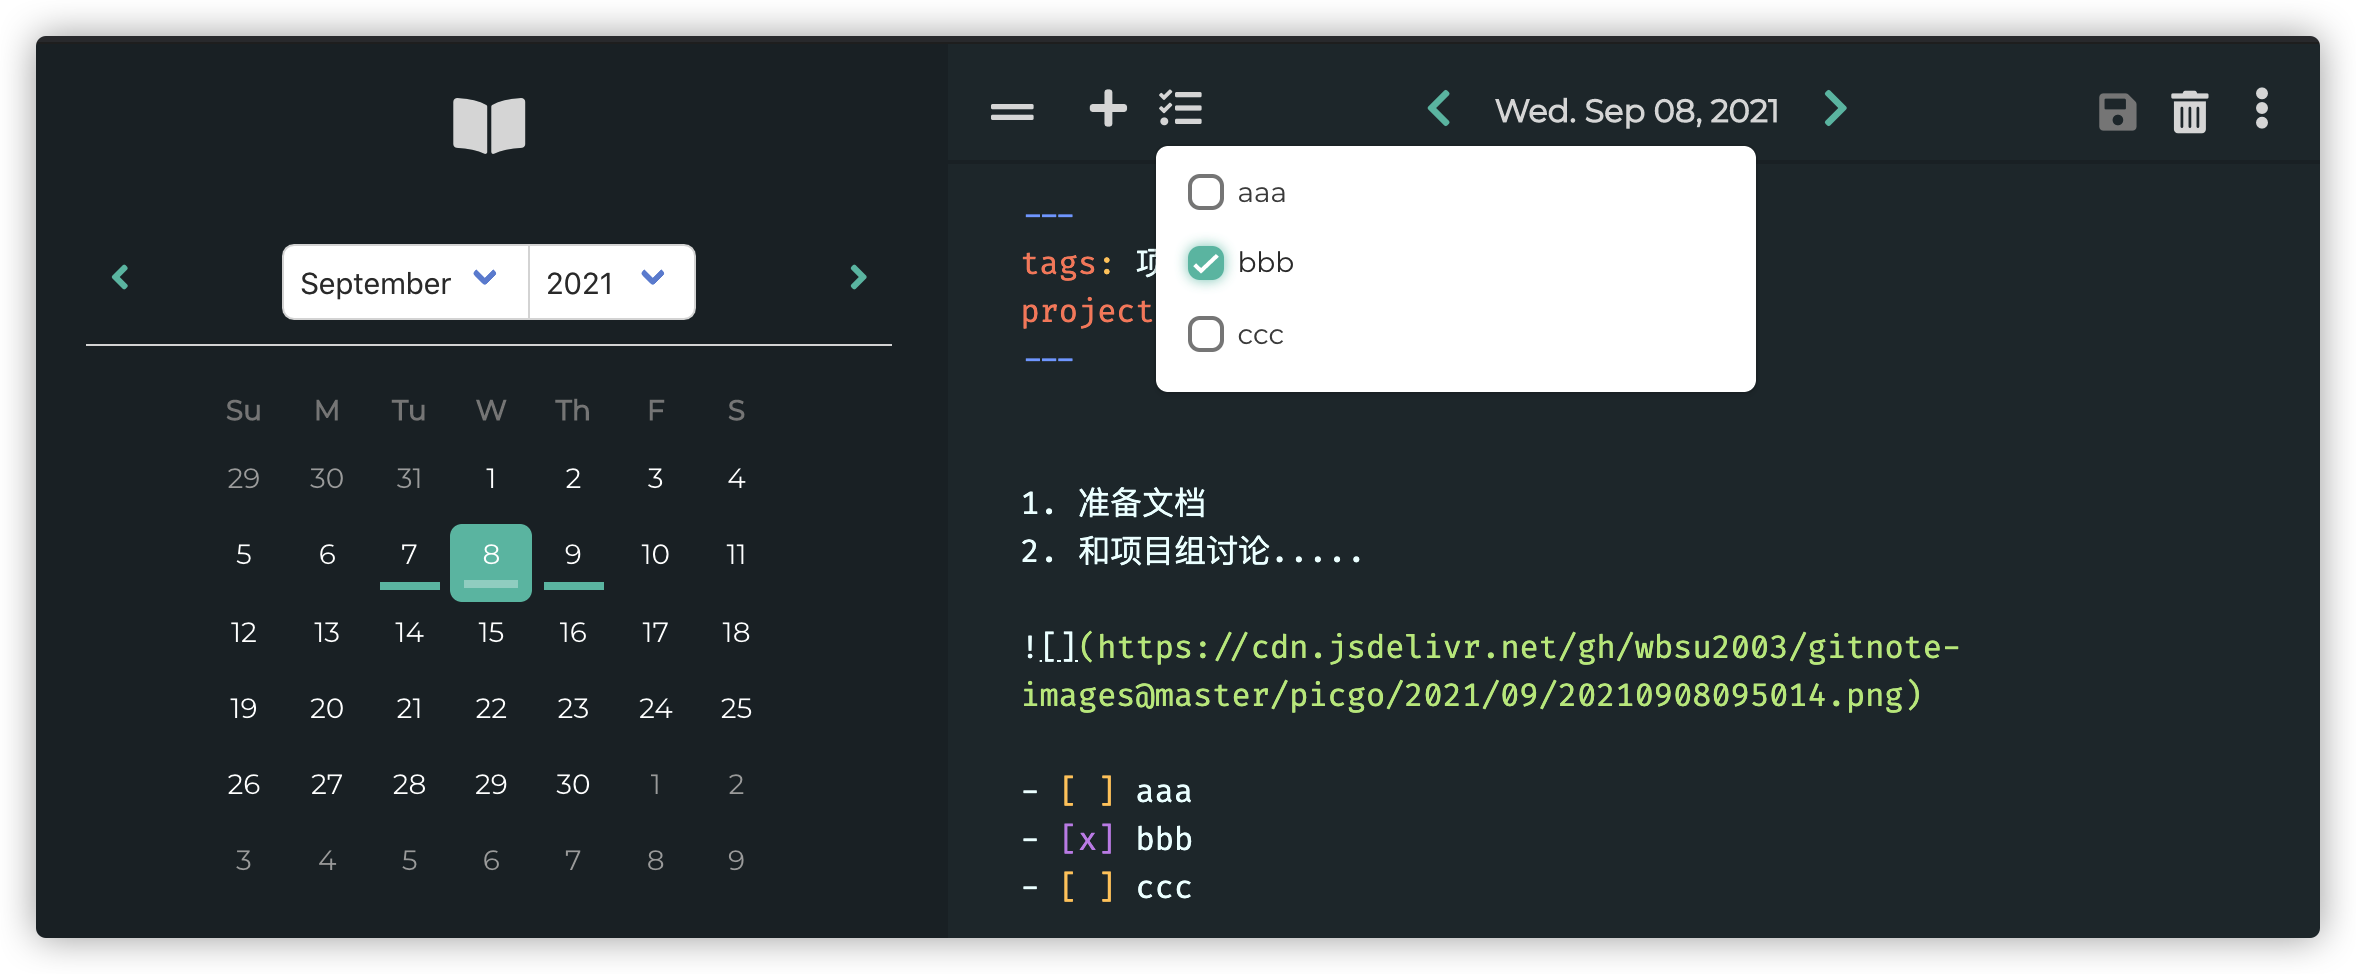 September 2021
Su M Tu W Th F S
29 30 31 1 2 3 4
5 6 7 8 9 10 11
12 13 14 15 16 17 18
19 20 21 22 23 24 25
26 27 28 29 30 1 2
3 4 5 6 7 8 9
Wed. Sep 08, 2021
aaa
bbb
ccc
---
tags:
project
---
1. 准备文档
2. 和项目组讨论.....
![](https://cdn.jsdelivr.net/gh/wbsu2003/gitnote-
images@master/picgo/2021/09/20210908095014.png)
- [ ] aaa
- [x] bbb
- [ ] ccc